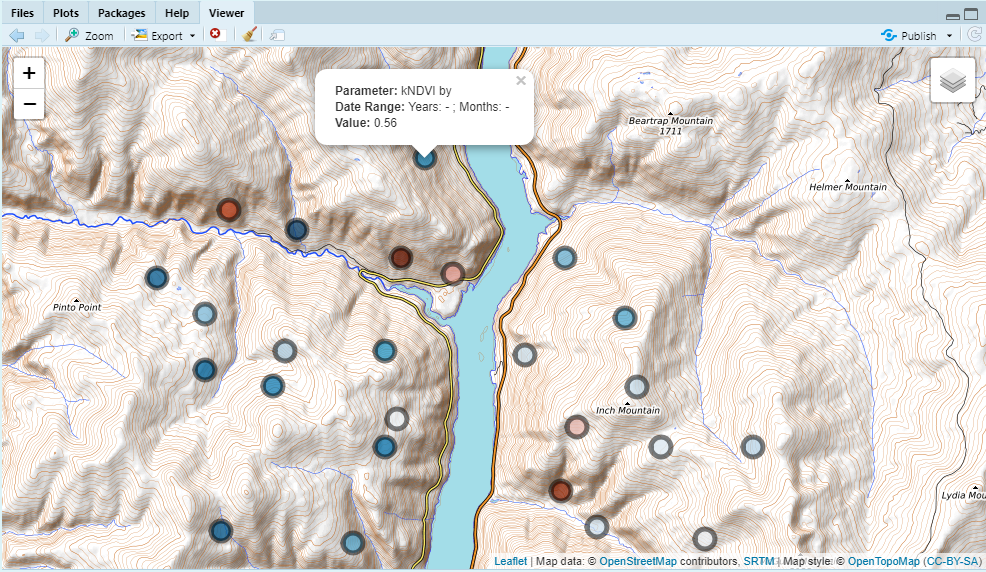 Files Plots Packages Help Viewer
Zoom Export Publish
+
−
×
Parameter: kNDVI by
Date Range: Years: - ; Months: -
Value: 0.56
Beartrap Mountain
1711
Helmer Mountain
Pinto Point
Inch Mountain
Lydia Mou
Leaflet | Map data: © OpenStreetMap contributors, SRTM | Map style: © OpenTopoMap (CC-BY-SA)